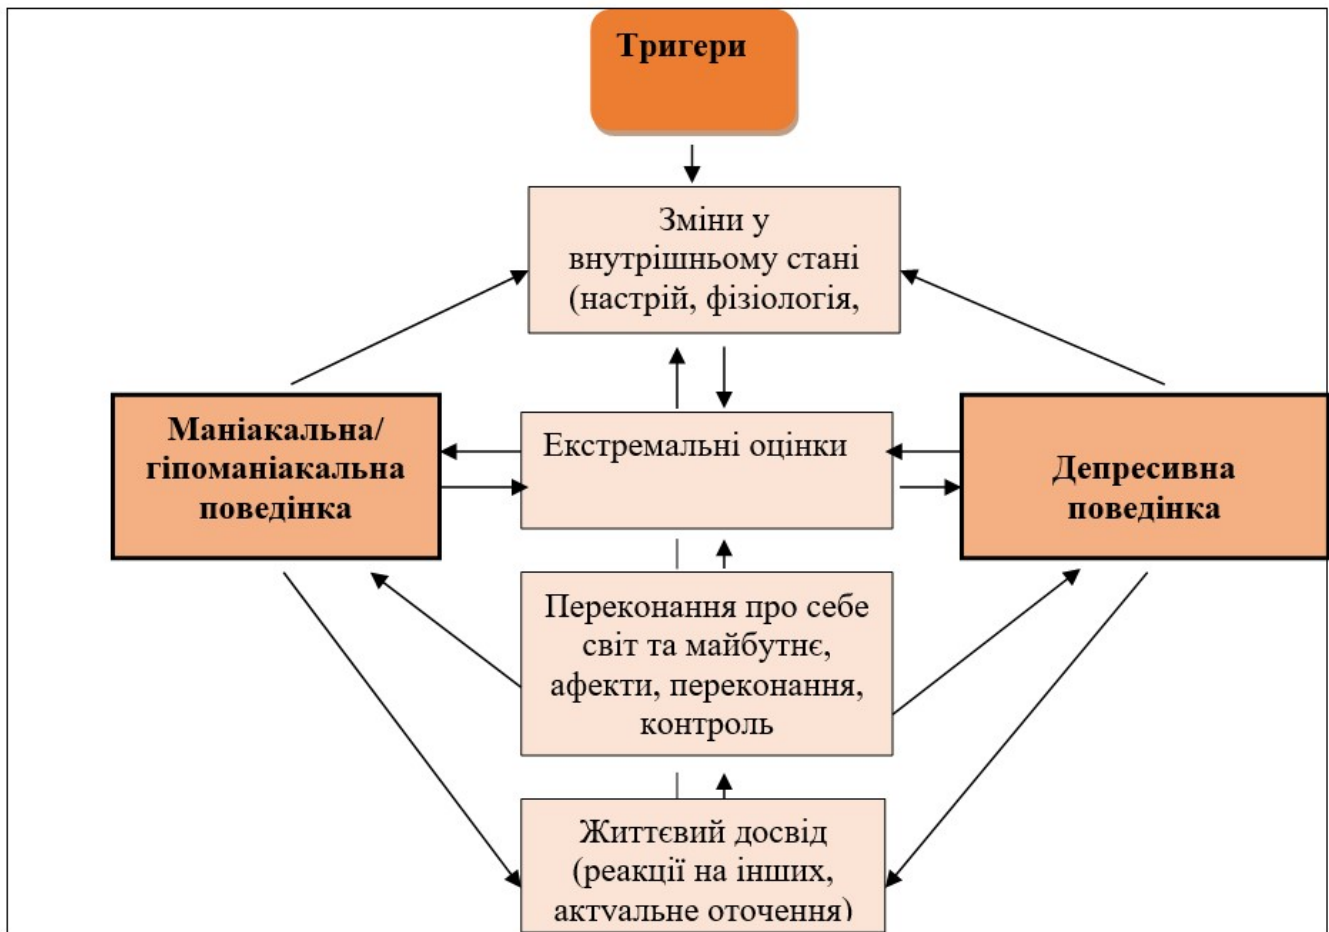 Тригери
Зміни у
внутрішньому стані
(настрій, фізіологія,
Маніакальна/
гіпоманіакальна
поведінка
Екстремальні оцінки
Депресивна
поведінка
Переконання про себе
світ та майбутнє,
афекти, переконання,
контроль
Життєвий досвід
(реакції на інших,
актуальне оточення)